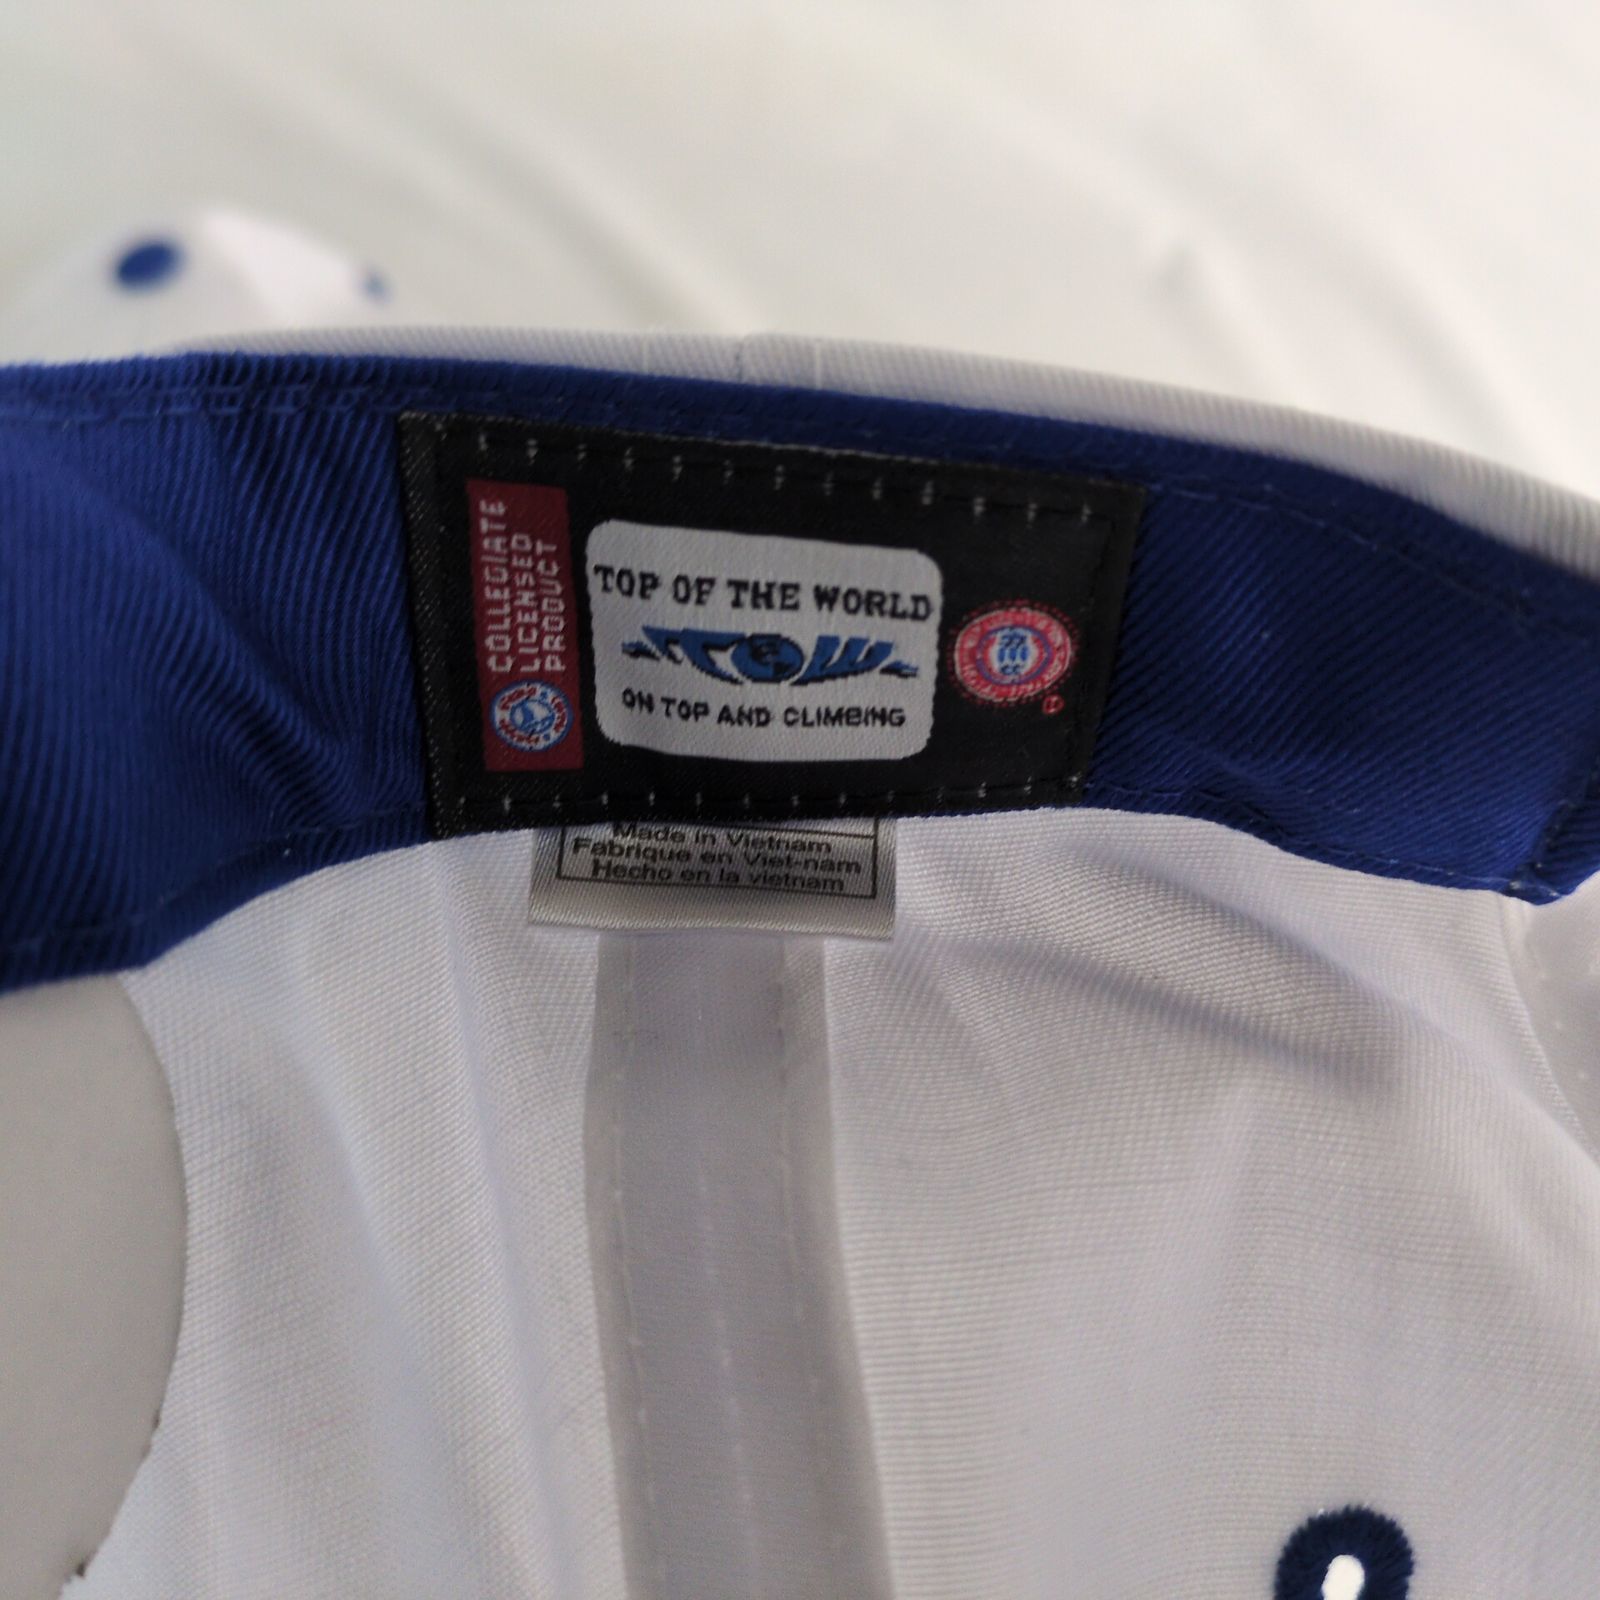 COLLEGIATE
LICENSED
PRODUCT
TOP OF THE WORLD
TOW
ON TOP AND CLIMBING
Made in Vietnam
Fabrique en Viet-nam
Hecho en la vietnam